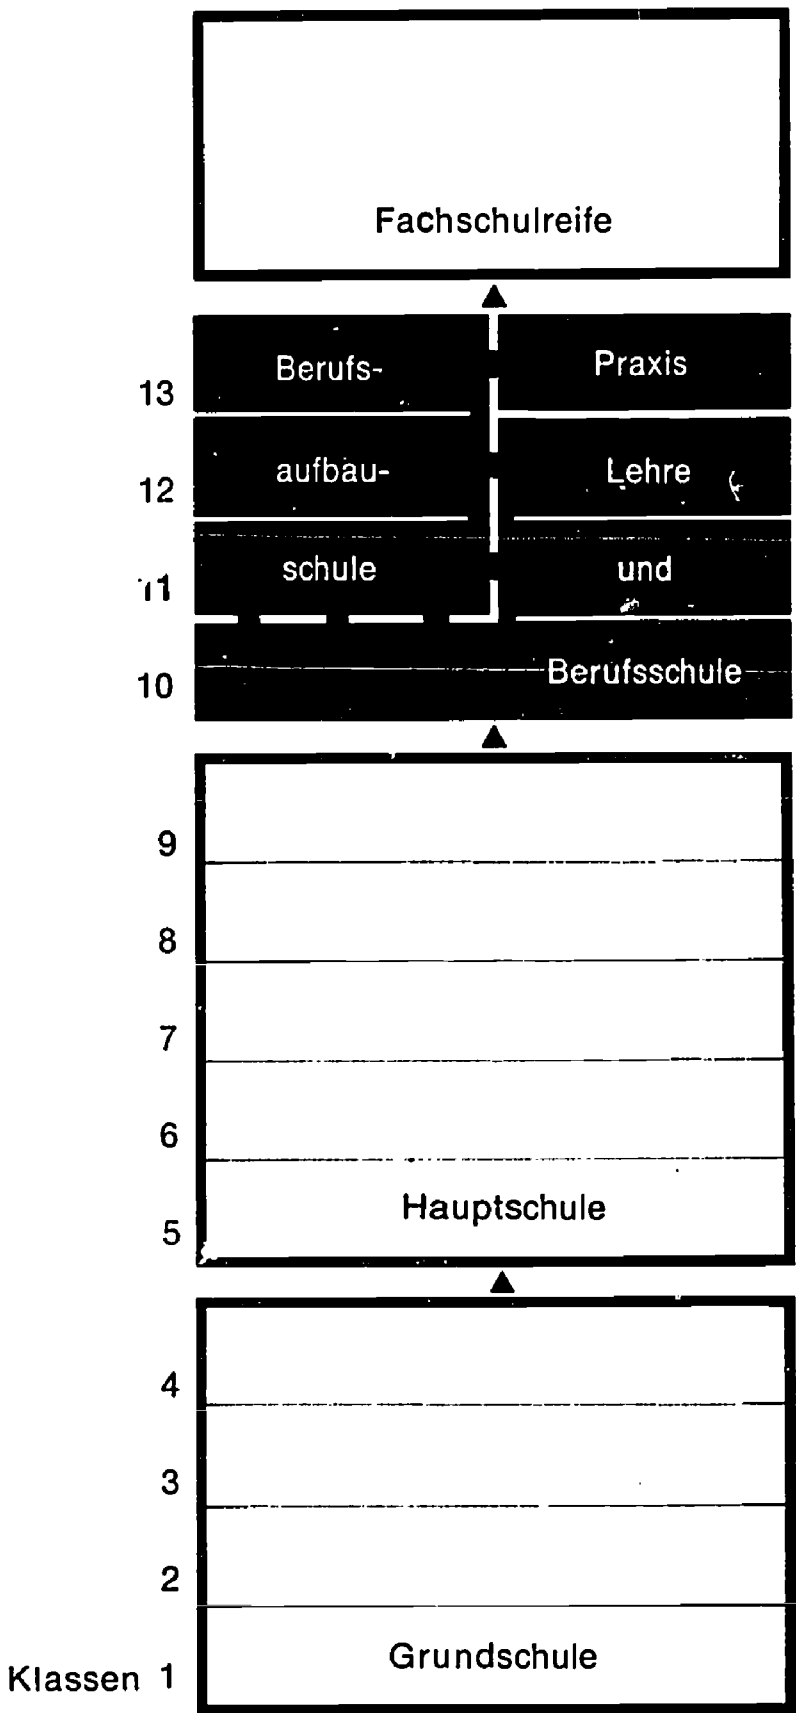 Fachschulreife
13 Berufs- Praxis
12 aufbau- Lehre
11 schule und
10 Berufsschule
9
8
7
6
5 Hauptschule
4
3
2
Klassen 1 Grundschule